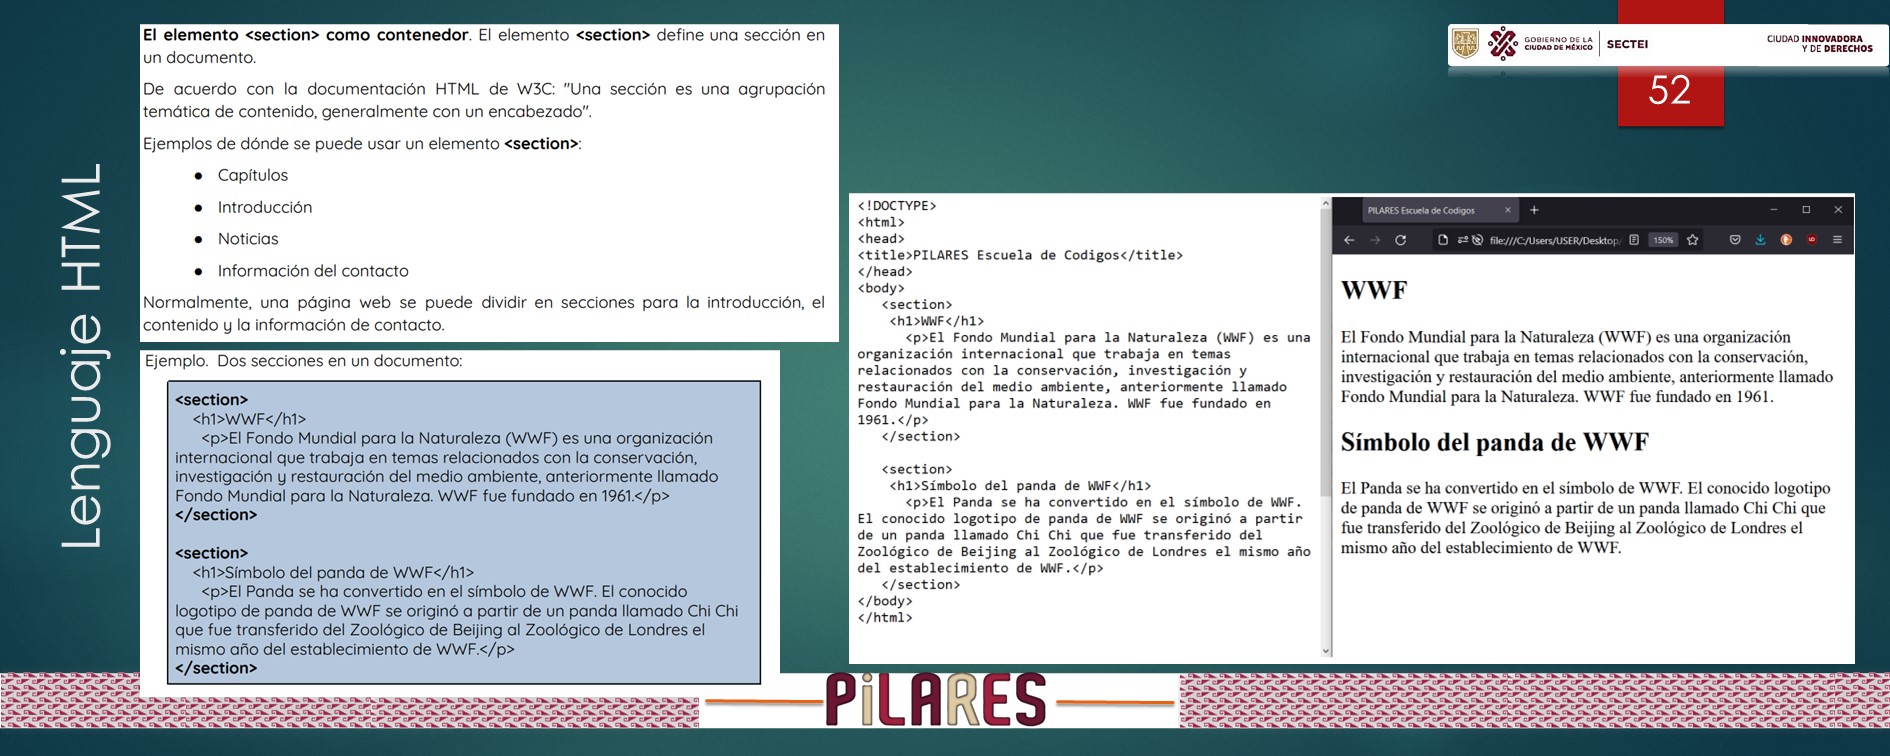 Lenguaje HTML
El elemento <section> como contenedor. El elemento <section> define una sección en
un documento.
De acuerdo con la documentación HTML de W3C: "Una sección es una agrupación
temática de contenido, generalmente con un encabezado".
Ejemplos de dónde se puede usar un elemento <section>:
● Capítulos
● Introducción
● Noticias
● Información del contacto
Normalmente, una página web se puede dividir en secciones para la introducción, el
contenido y la información de contacto.
Ejemplo. Dos secciones en un documento:
<section>
<h1>WWF</h1>
<p>El Fondo Mundial para la Naturaleza (WWF) es una organización
internacional que trabaja en temas relacionados con la conservación,
investigación y restauración del medio ambiente, anteriormente llamado
Fondo Mundial para la Naturaleza. WWF fue fundado en 1961.</p>
</section>
<section>
<h1>Símbolo del panda de WWF</h1>
<p>El Panda se ha convertido en el símbolo de WWF. El conocido
logotipo de panda de WWF se originó a partir de un panda llamado Chi Chi
que fue transferido del Zoológico de Beijing al Zoológico de Londres el
mismo año del establecimiento de WWF.</p>
</section>
GOBIERNO DE LA
CIUDAD DE MÉXICO
SECTEI
CIUDAD INNOVADORA
Y DE DERECHOS
52
<!DOCTYPE>
<html>
<head>
<title>PILARES Escuela de Codigos</title>
</head>
<body>
<section>
<h1>WWF</h1>
<p>El Fondo Mundial para la Naturaleza (WWF) es una
organización internacional que trabaja en temas
relacionados con la conservación, investigación y
restauración del medio ambiente, anteriormente llamado
Fondo Mundial para la Naturaleza. WWF fue fundado en
1961.</p>
</section>
<section>
<h1>Símbolo del panda de WWF</h1>
<p>El Panda se ha convertido en el símbolo de WWF.
El conocido logotipo de panda de WWF se originó a partir
de un panda llamado Chi Chi que fue transferido del
Zoológico de Beijing al Zoológico de Londres el mismo año
del establecimiento de WWF.</p>
</section>
</body>
</html>
PILARES Escuela de Codigos
file:///C:/Users/USER/Desktop/
150%
WWF
El Fondo Mundial para la Naturaleza (WWF) es una organización
internacional que trabaja en temas relacionados con la conservación,
investigación y restauración del medio ambiente, anteriormente llamado
Fondo Mundial para la Naturaleza. WWF fue fundado en 1961.
Símbolo del panda de WWF
El Panda se ha convertido en el símbolo de WWF. El conocido logotipo
de panda de WWF se originó a partir de un panda llamado Chi Chi que
fue transferido del Zoológico de Beijing al Zoológico de Londres el
mismo año del establecimiento de WWF.
PiLARES